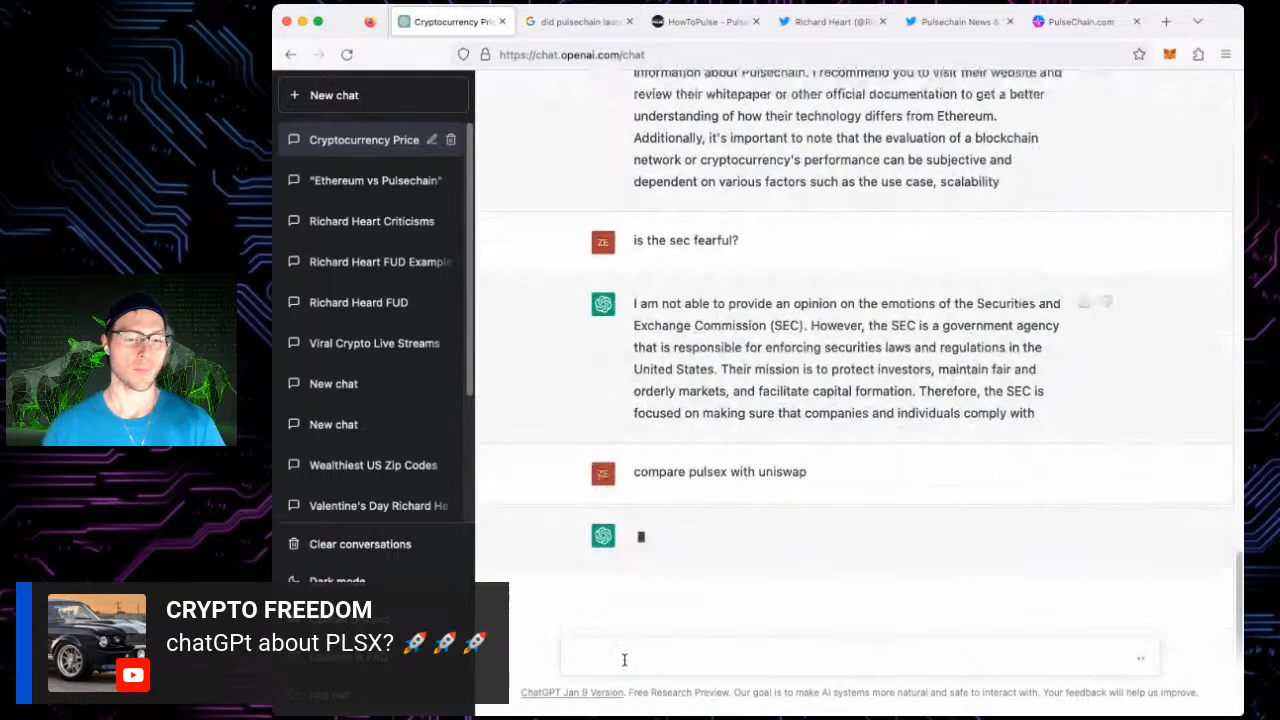 Cryptocurrency Pric
did pulsechain laus
HowToPulse - Pulse
Richard Heart (@Ri
Pulsechain News &
PulseChain.com
https://chat.openai.com/chat
New chat
Cryptocurrency Price
"Ethereum vs Pulsechain"
Richard Heart Criticisms
Richard Heart FUD Example
Richard Heard FUD
Viral Crypto Live Streams
New chat
New chat
Wealthiest US Zip Codes
Valentine's Day Richard He
Clear conversations
Dark mode
information about Pulsechain. I recommend you to visit their website and
review their whitepaper or other official documentation to get a better
understanding of how their technology differs from Ethereum.
Additionally, it's important to note that the evaluation of a blockchain
network or cryptocurrency's performance can be subjective and
dependent on various factors such as the use case, scalability
ZE
is the sec fearful?
I am not able to provide an opinion on the emotions of the Securities and
Exchange Commission (SEC). However, the SEC is a government agency
that is responsible for enforcing securities laws and regulations in the
United States. Their mission is to protect investors, maintain fair and
orderly markets, and facilitate capital formation. Therefore, the SEC is
focused on making sure that companies and individuals comply with
ZE
compare pulsex with uniswap
ChatGPT Jan 9 Version. Free Research Preview. Our goal is to make AI systems more natural and safe to interact with. Your feedback will help us improve.
CRYPTO FREEDOM
chatGPt about PLSX? 🚀 🚀 🚀